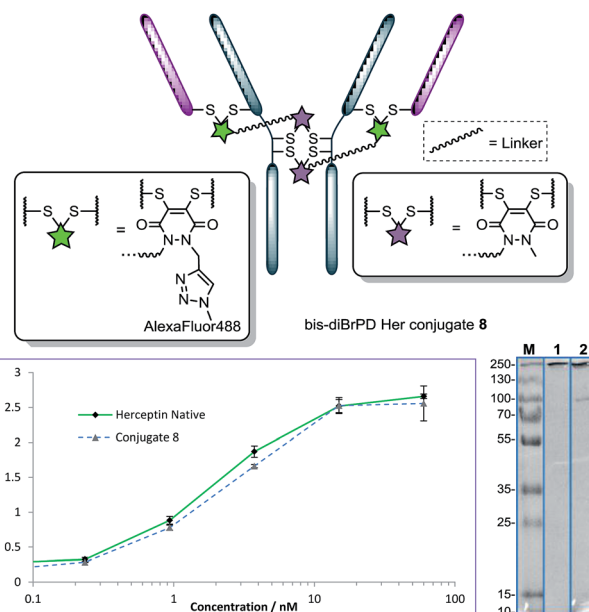 S S
S S
S S
S S
= Linker
S S
S S
=
O O
N N
N
N
N
AlexaFluor488
S S
S S
=
O O
N N
bis-diBrPD Her conjugate 8
3
2.5
2
1.5
1
0.5
0
Herceptin Native
Conjugate 8
0.1 1 10 100
Concentration / nM
M 1 2
250-
130-
100-
70-
55-
35-
25-
15-
10-